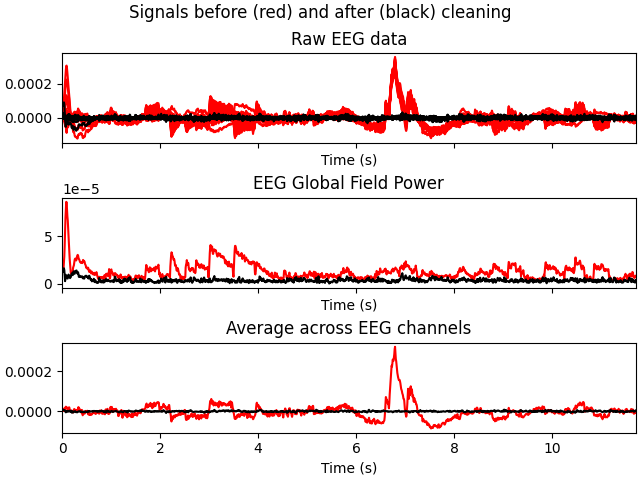 Signals before (red) and after (black) cleaning
Raw EEG data
0.0002
0.0000
Time (s)
EEG Global Field Power
1e−5
5
0
Time (s)
Average across EEG channels
0.0002
0.0000
0 2 4 6 8 10
Time (s)